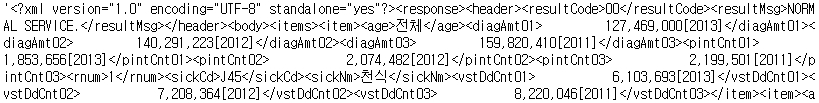 '<?xml version="1.0" encoding="UTF-8" standalone="yes"?><response><header><resultCode>00</resultCode><resultMsg>NORM
AL SERVICE.</resultMsg></header><body><items><item><age>전체</age><diagAmt01>          127,469,000[2013]</diagAmt01><
diagAmt02>          140,291,223[2012]</diagAmt02><diagAmt03>          159,820,410[2011]</diagAmt03><pintCnt01>
1,853,656[2013]</pintCnt01><pintCnt02>          2,074,482[2012]</pintCnt02><pintCnt03>          2,199,501[2011]</p
intCnt03><rnum>1</rnum><sickCd>J45</sickCd><sickNm>천식</sickNm><vstDdCnt01>          6,103,693[2013]</vstDdCnt01><
vstDdCnt02>          7,208,364[2012]</vstDdCnt02><vstDdCnt03>          8,220,046[2011]</vstDdCnt03></item><item><a